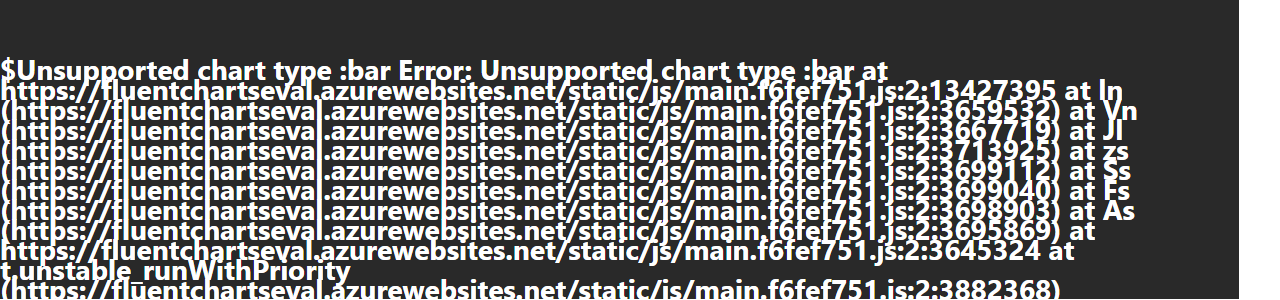 $Unsupported chart type :bar Error: Unsupported chart type :bar at
https://fluentchartseval.azurewebsites.net/static/js/main.f6fef751.js:2:13427395 at ln
(https://fluentchartseval.azurewebsites.net/static/js/main.f6fef751.js:2:3659532) at Vn
(https://fluentchartseval.azurewebsites.net/static/js/main.f6fef751.js:2:3667719) at Jl
(https://fluentchartseval.azurewebsites.net/static/js/main.f6fef751.js:2:3713925) at zs
(https://fluentchartseval.azurewebsites.net/static/js/main.f6fef751.js:2:3699112) at Ss
(https://fluentchartseval.azurewebsites.net/static/js/main.f6fef751.js:2:3699040) at Fs
(https://fluentchartseval.azurewebsites.net/static/js/main.f6fef751.js:2:3698903) at As
(https://fluentchartseval.azurewebsites.net/static/js/main.f6fef751.js:2:3695869) at
https://fluentchartseval.azurewebsites.net/static/js/main.f6fef751.js:2:3645324 at
t.unstable_runWithPriority
(https://fluentchartseval.azurewebsites.net/static/js/main.f6fef751.js:2:3882368)